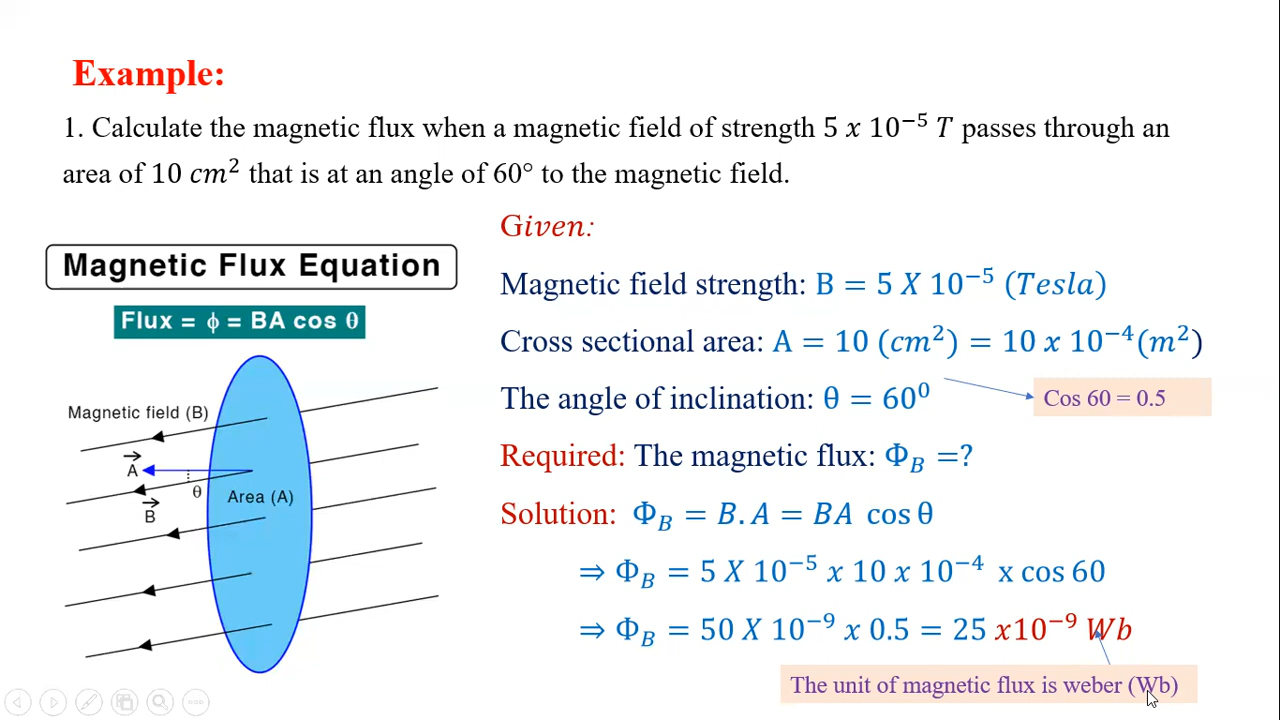 Example:
1. Calculate the magnetic flux when a magnetic field of strength 5 x 10⁻⁵ T passes through an
area of 10 cm² that is at an angle of 60° to the magnetic field.
Given:
Magnetic Flux Equation
Flux = ϕ = BA cos θ
Magnetic field (B)
A
θ
B
Area (A)
Magnetic field strength: B = 5 X 10⁻⁵ (Tesla)
Cross sectional area: A = 10 (cm²) = 10 x 10⁻⁴(m²)
The angle of inclination: θ = 60⁰
Cos 60 = 0.5
Required: The magnetic flux: Φ_B =?
Solution: Φ_B = B. A = BA cos θ
⇒ Φ_B = 5 X 10⁻⁵ x 10 x 10⁻⁴ x cos 60
⇒ Φ_B = 50 X 10⁻⁹ x 0.5 = 25 x10⁻⁹ Wb
The unit of magnetic flux is weber (Wb)